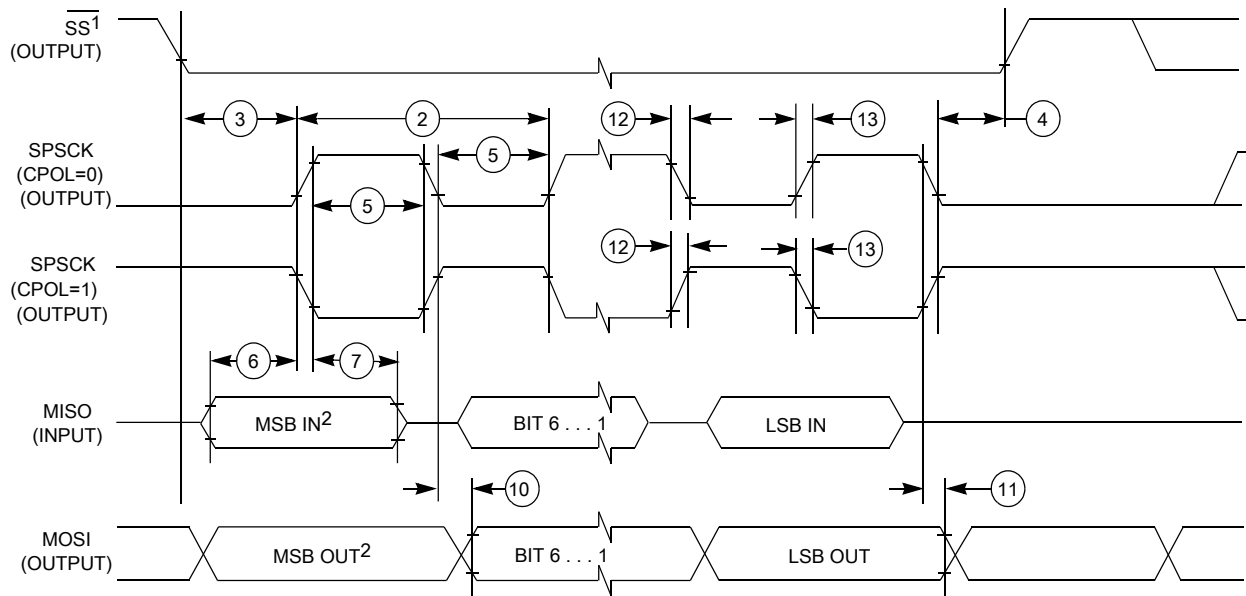 SS¹
(OUTPUT)
3
2
12
13
4
SPSCK
(CPOL=0)
(OUTPUT)
5
5
SPSCK
(CPOL=1)
(OUTPUT)
12
13
6
7
MISO
(INPUT)
MSB IN²
BIT 6 . . . 1
LSB IN
10
11
MOSI
(OUTPUT)
MSB OUT²
BIT 6 . . . 1
LSB OUT